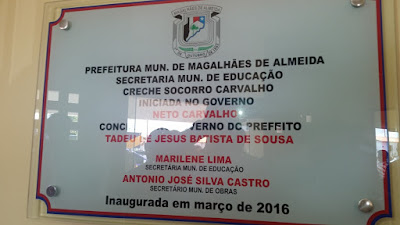 PREFEITURA MUN. DE MAGALHÃES DE ALMEIDA
SECRETARIA MUN. DE EDUCAÇÃO
CRECHE SOCORRO CARVALHO
INICIADA NO GOVERNO
NETO CARVALHO
DO PREFEITO
TADEU DE JESUS BATISTA DE SOUSA
MARILENE LIMA
SECRETARIA MUN. DE EDUCAÇÃO
ANTONIO JOSÉ SILVA CASTRO
SECRETÁRIO MUN. DE OBRAS
Inaugurada em março de 2016